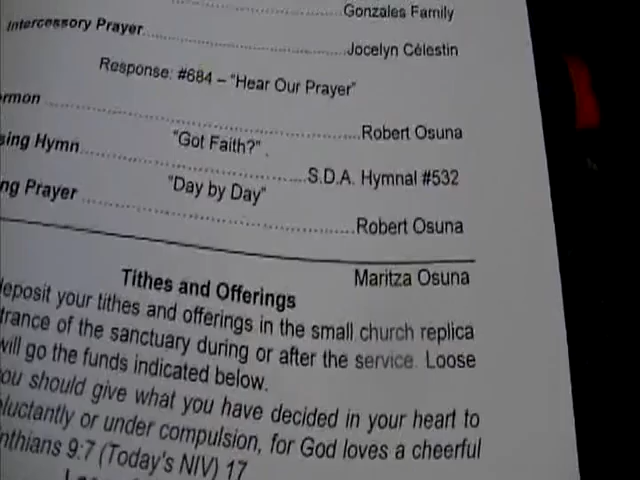 Gonzales Family
Intercessory Prayer Jocelyn Célestin
Response: #684 – "Hear Our Prayer"
ermon Robert Osuna
"Got Faith?"
sing Hymn S.D.A. Hymnal #532
"Day by Day"
ng Prayer Robert Osuna
Maritza Osuna
Tithes and Offerings
deposit your tithes and offerings in the small church replica
trance of the sanctuary during or after the service. Loose
will go the funds indicated below.
ou should give what you have decided in your heart to
luctantly or under compulsion, for God loves a cheerful
nthians 9:7 (Today's NIV) 17